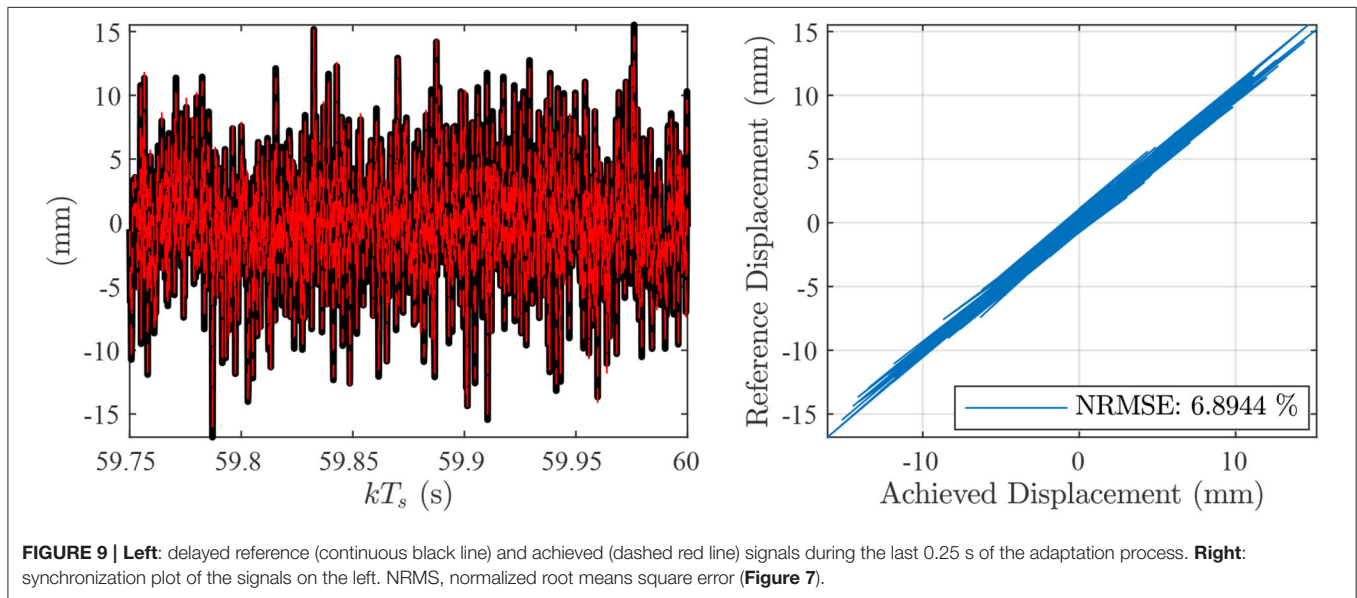 15
10
5
0
-5
-10
-15
(mm)
59.75 59.8 59.85 59.9 59.95 60
kT_s (s)
15
10
5
0
-5
-10
-15
Reference Displacement (mm)
NRMSE: 6.8944 %
-10 0 10
Achieved Displacement (mm)
FIGURE 9 | Left: delayed reference (continuous black line) and achieved (dashed red line) signals during the last 0.25 s of the adaptation process. Right:
synchronization plot of the signals on the left. NRMS, normalized root means square error (Figure 7).